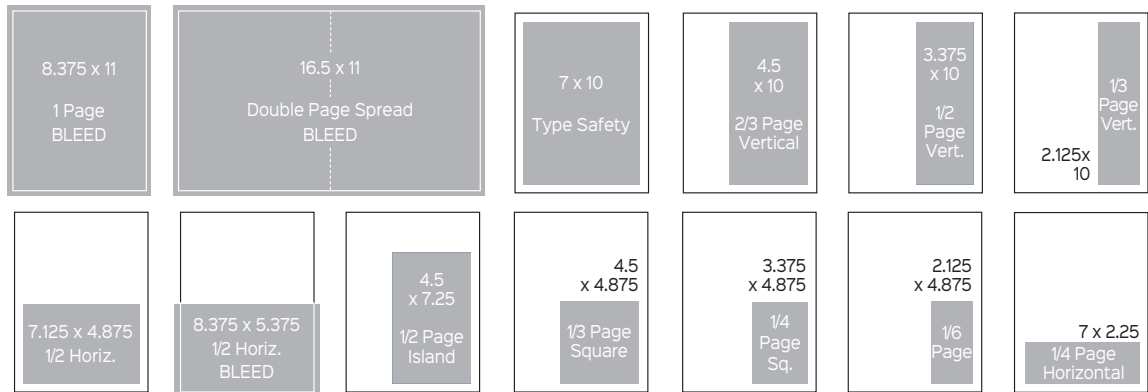 8.375 x 11
1 Page
BLEED
16.5 x 11
Double Page Spread
BLEED
7 x 10
Type Safety
4.5
x 10
2/3 Page
Vertical
3.375
x 10
1/2
Page
Vert.
1/3
Page
Vert.
2.125x
10
7.125 x 4.875
1/2 Horiz.
8.375 x 5.375
1/2 Horiz.
BLEED
4.5
x 7.25
1/2 Page
Island
4.5
x 4.875
1/3 Page
Square
3.375
x 4.875
1/4
Page
Sq.
2.125
x 4.875
1/6
Page
7 x 2.25
1/4 Page
Horizontal